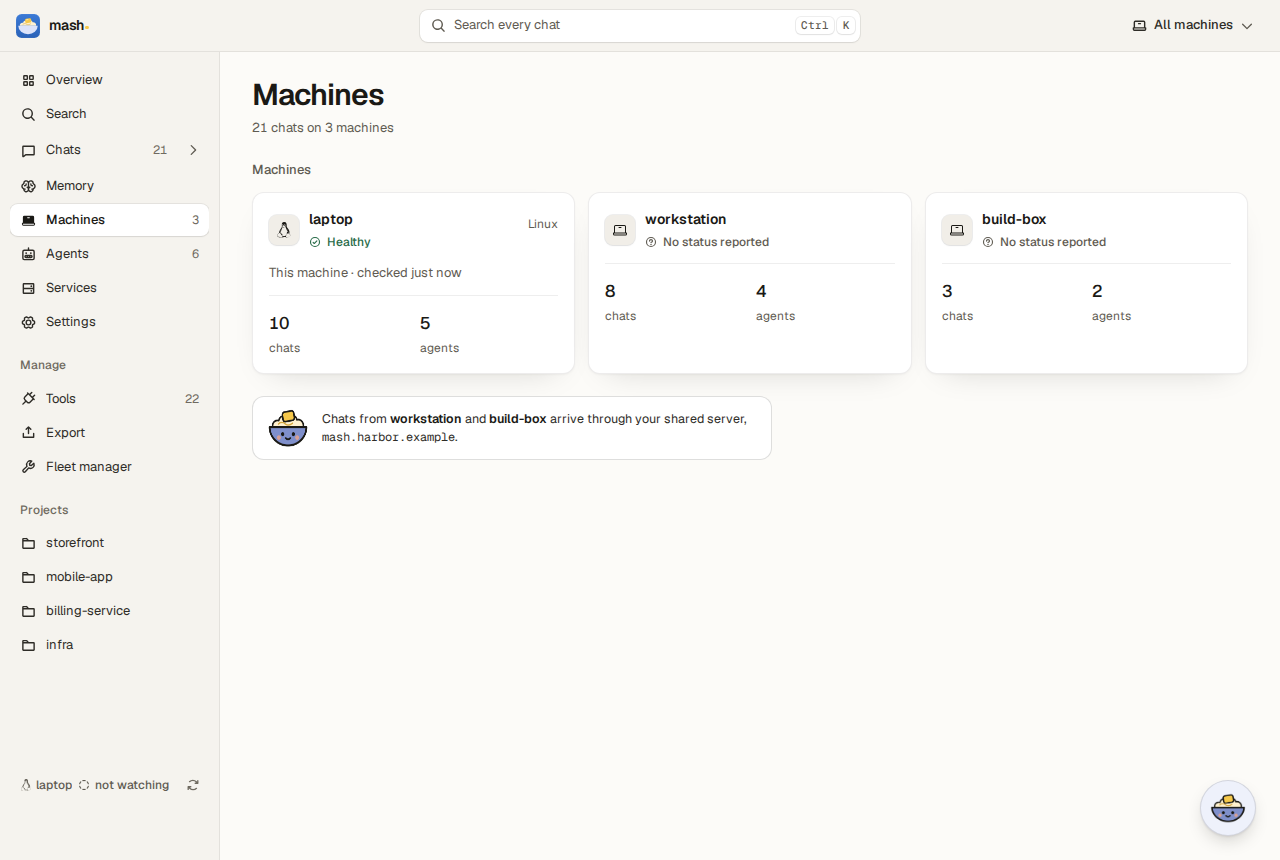 mash.
Search every chat
Ctrl K
All machines
Overview
Search
Chats 21
Memory
Machines 3
Agents 6
Services
Settings
Manage
Tools 22
Export
Fleet manager
Projects
storefront
mobile-app
billing-service
infra
laptop not watching
Machines
21 chats on 3 machines
Machines
laptop
Linux
Healthy
This machine · checked just now
10
chats
5
agents
workstation
No status reported
8
chats
4
agents
build-box
No status reported
3
chats
2
agents
Chats from workstation and build-box arrive through your shared server,
mash.harbor.example.